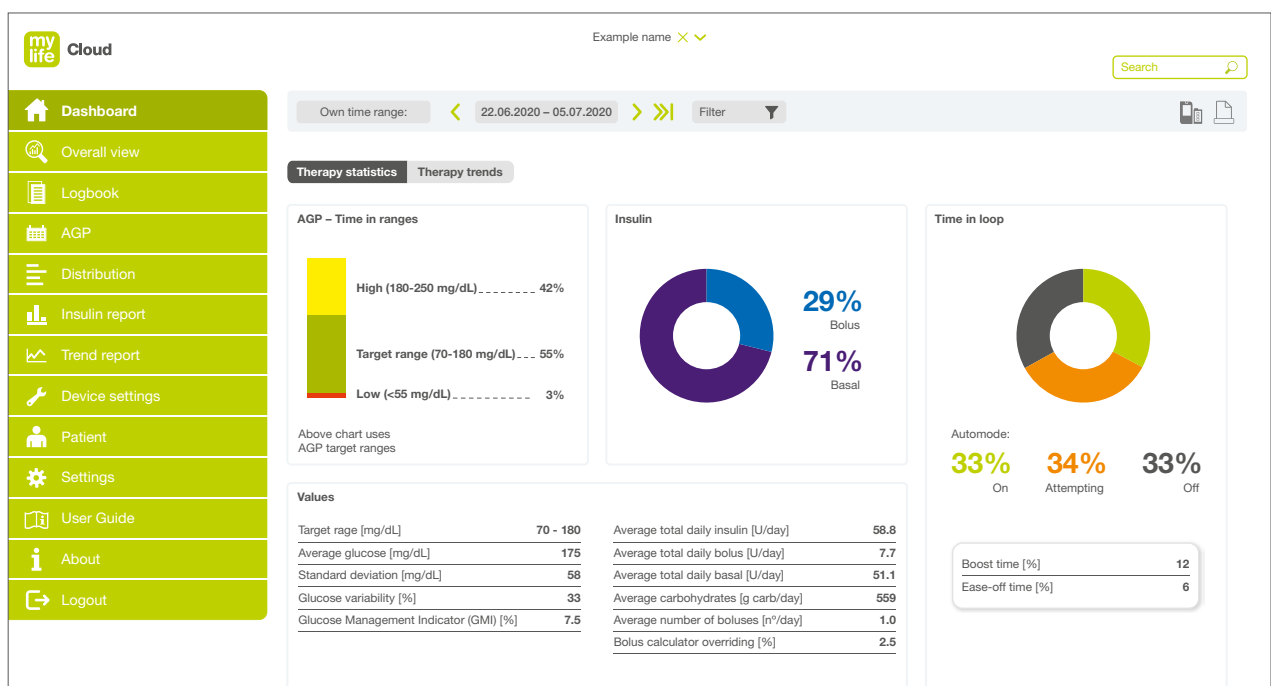 my
life
Cloud
Example name
Search
Dashboard
Overall view
Logbook
AGP
Distribution
Insulin report
Trend report
Device settings
Patient
Settings
User Guide
About
Logout
Own time range:
22.06.2020 – 05.07.2020
Filter
Therapy statistics
Therapy trends
AGP – Time in ranges
High (180-250 mg/dL)________ 42%
Target range (70-180 mg/dL)___ 55%
Low (<55 mg/dL)_________ 3%
Above chart uses
AGP target ranges
Insulin
29%
Bolus
71%
Basal
Time in loop
Automode:
33% 34% 33%
On Attempting Off
Boost time [%] 12
Ease-off time [%] 6
Values
Target rage [mg/dL] 70 - 180
Average glucose [mg/dL] 175
Standard deviation [mg/dL] 58
Glucose variability [%] 33
Glucose Management Indicator (GMI) [%] 7.5
Average total daily insulin [U/day] 58.8
Average total daily bolus [U/day] 7.7
Average total daily basal [U/day] 51.1
Average carbohydrates [g carb/day] 559
Average number of boluses [nº/day] 1.0
Bolus calculator overriding [%] 2.5